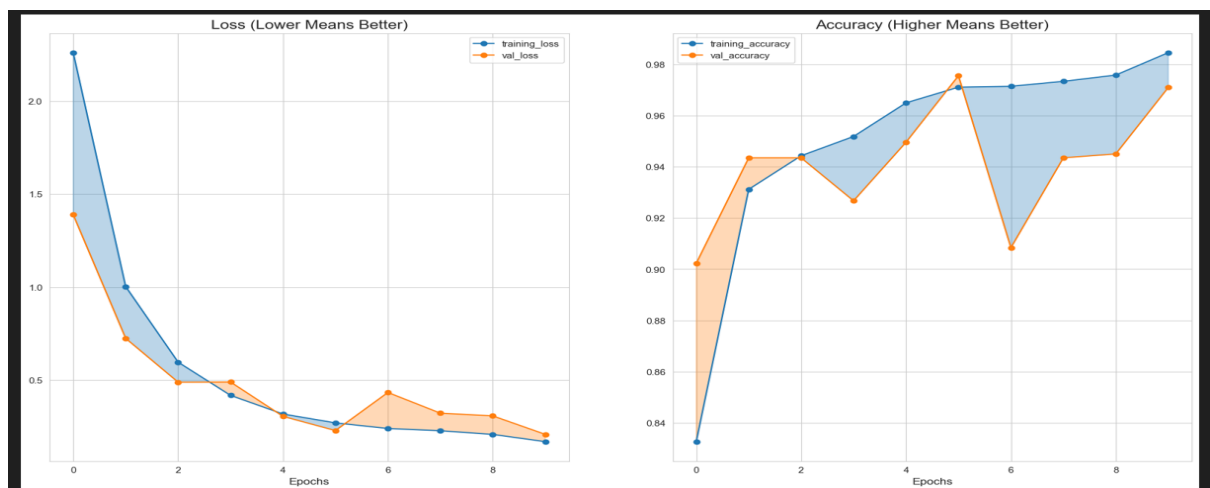 Loss (Lower Means Better)
training_loss
val_loss
2.0
1.5
1.0
0.5
0 2 4 6 8
Epochs
Accuracy (Higher Means Better)
training_accuracy
val_accuracy
0.98
0.96
0.94
0.92
0.90
0.88
0.86
0.84
0 2 4 6 8
Epochs